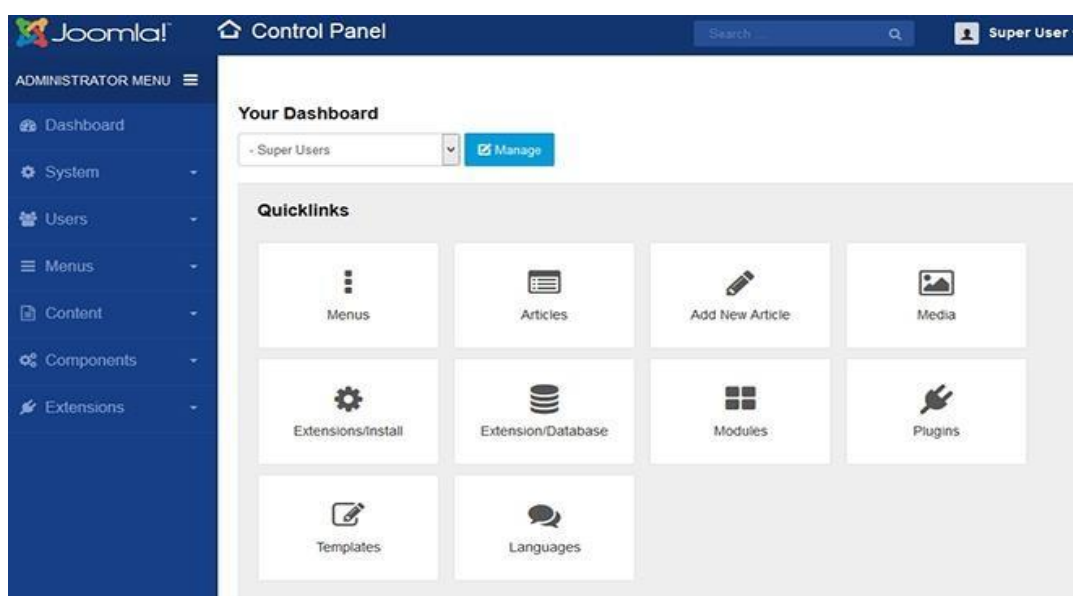 Joomla!
Control Panel
Search ...
Super User
ADMINISTRATOR MENU
Dashboard
System
Users
Menus
Content
Components
Extensions
Your Dashboard
- Super Users
Manage
Quicklinks
Menus
Articles
Add New Article
Media
Extensions/Install
Extension/Database
Modules
Plugins
Templates
Languages